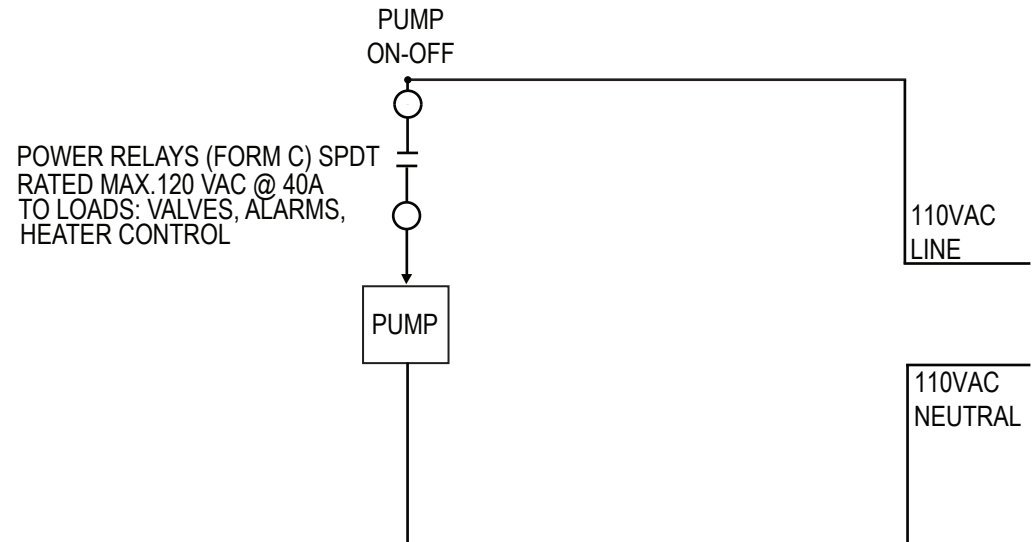 PUMP
ON-OFF
POWER RELAYS (FORM C) SPDT
RATED MAX.120 VAC @ 40A
TO LOADS: VALVES, ALARMS,
HEATER CONTROL
110VAC
LINE
PUMP
110VAC
NEUTRAL